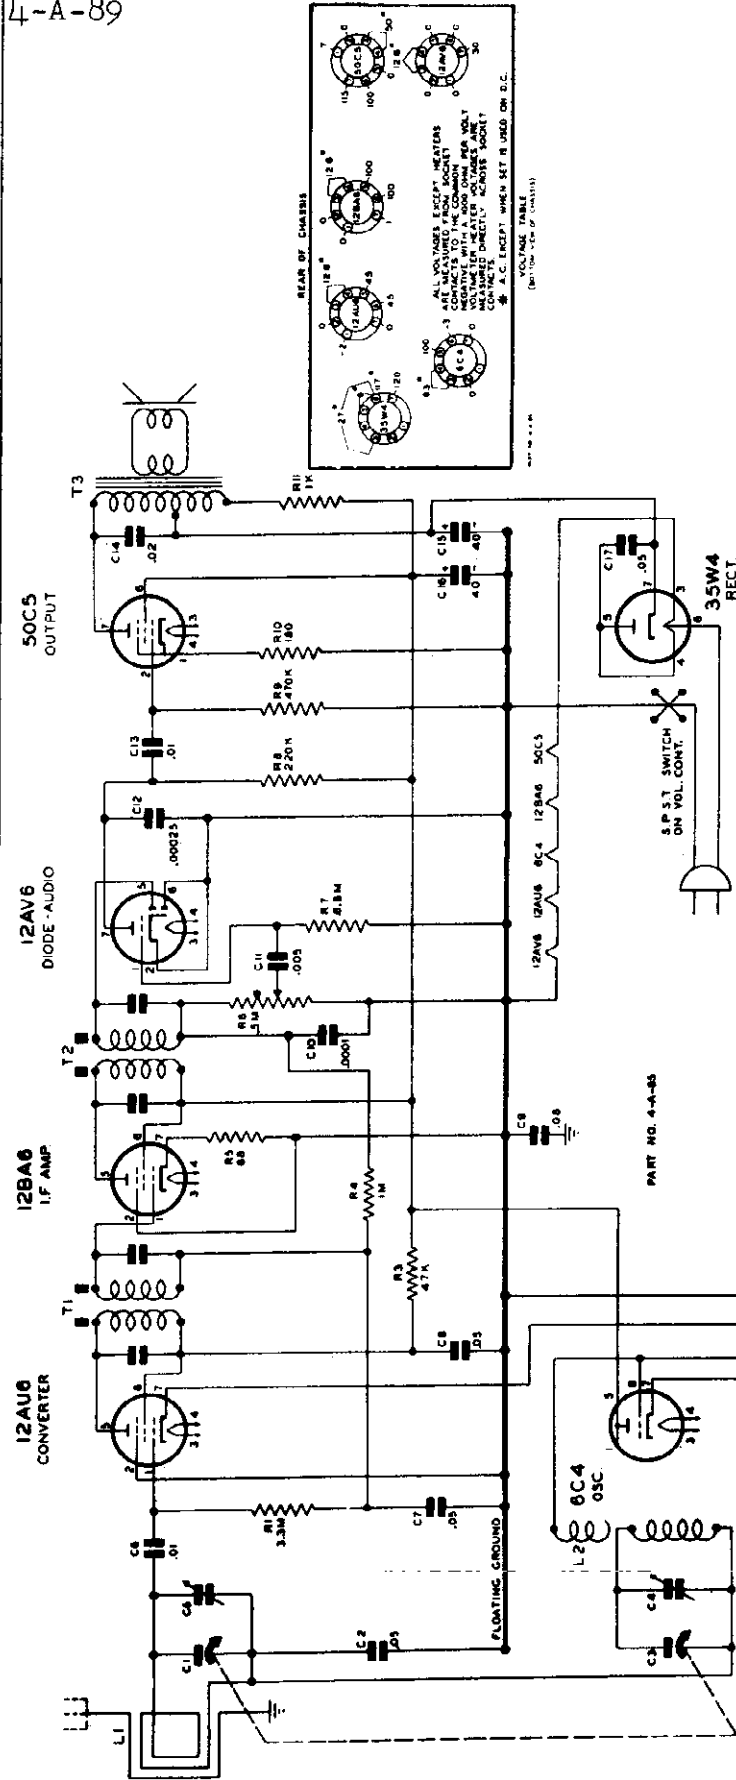 4-A-89
REAR OF CHASSIS
50C5
12AV6
12BA6
12AU6
35W4
6C4
ALL VOLTAGES EXCEPT HEATERS
ARE MEASURED FROM SOCKET
CONTACTS TO THE COMMON
NEGATIVE WITH A 1000 OHM PER VOLT
VOLTMETER HEATER VOLTAGES ARE
MEASURED DIRECTLY ACROSS SOCKET
CONTACTS.
* A.C. EXCEPT WHEN SET IS USED ON D.C.
VOLTAGE TABLE
(BOTTOM VIEW OF CHASSIS)
12AU6
CONVERTER
12BA6
I.F AMP.
12AV6
DIODE-AUDIO
50C5
OUTPUT
T1
T2
T3
L1
C1
C6
.01
C2
.05
R1
3.3M
C7
.05
C8
.05
R3
47K
R4
1M
R5
68
C9
.05
C10
.0001
R6
.5M
C11
.005
R7
6.8M
C12
.00025
C13
.01
R8
220K
R9
470K
R10
180
C14
.02
R11
1K
C15
40
C16
40
C17
.05
FLOATING GROUND
6C4
OSC.
L2
C3
C4
PART NO. 4-A-85
12AV6 12AU6 6C4 12BA6 50C5
S.P.S.T SWITCH
ON VOL. CONT.
35W4
RECT.